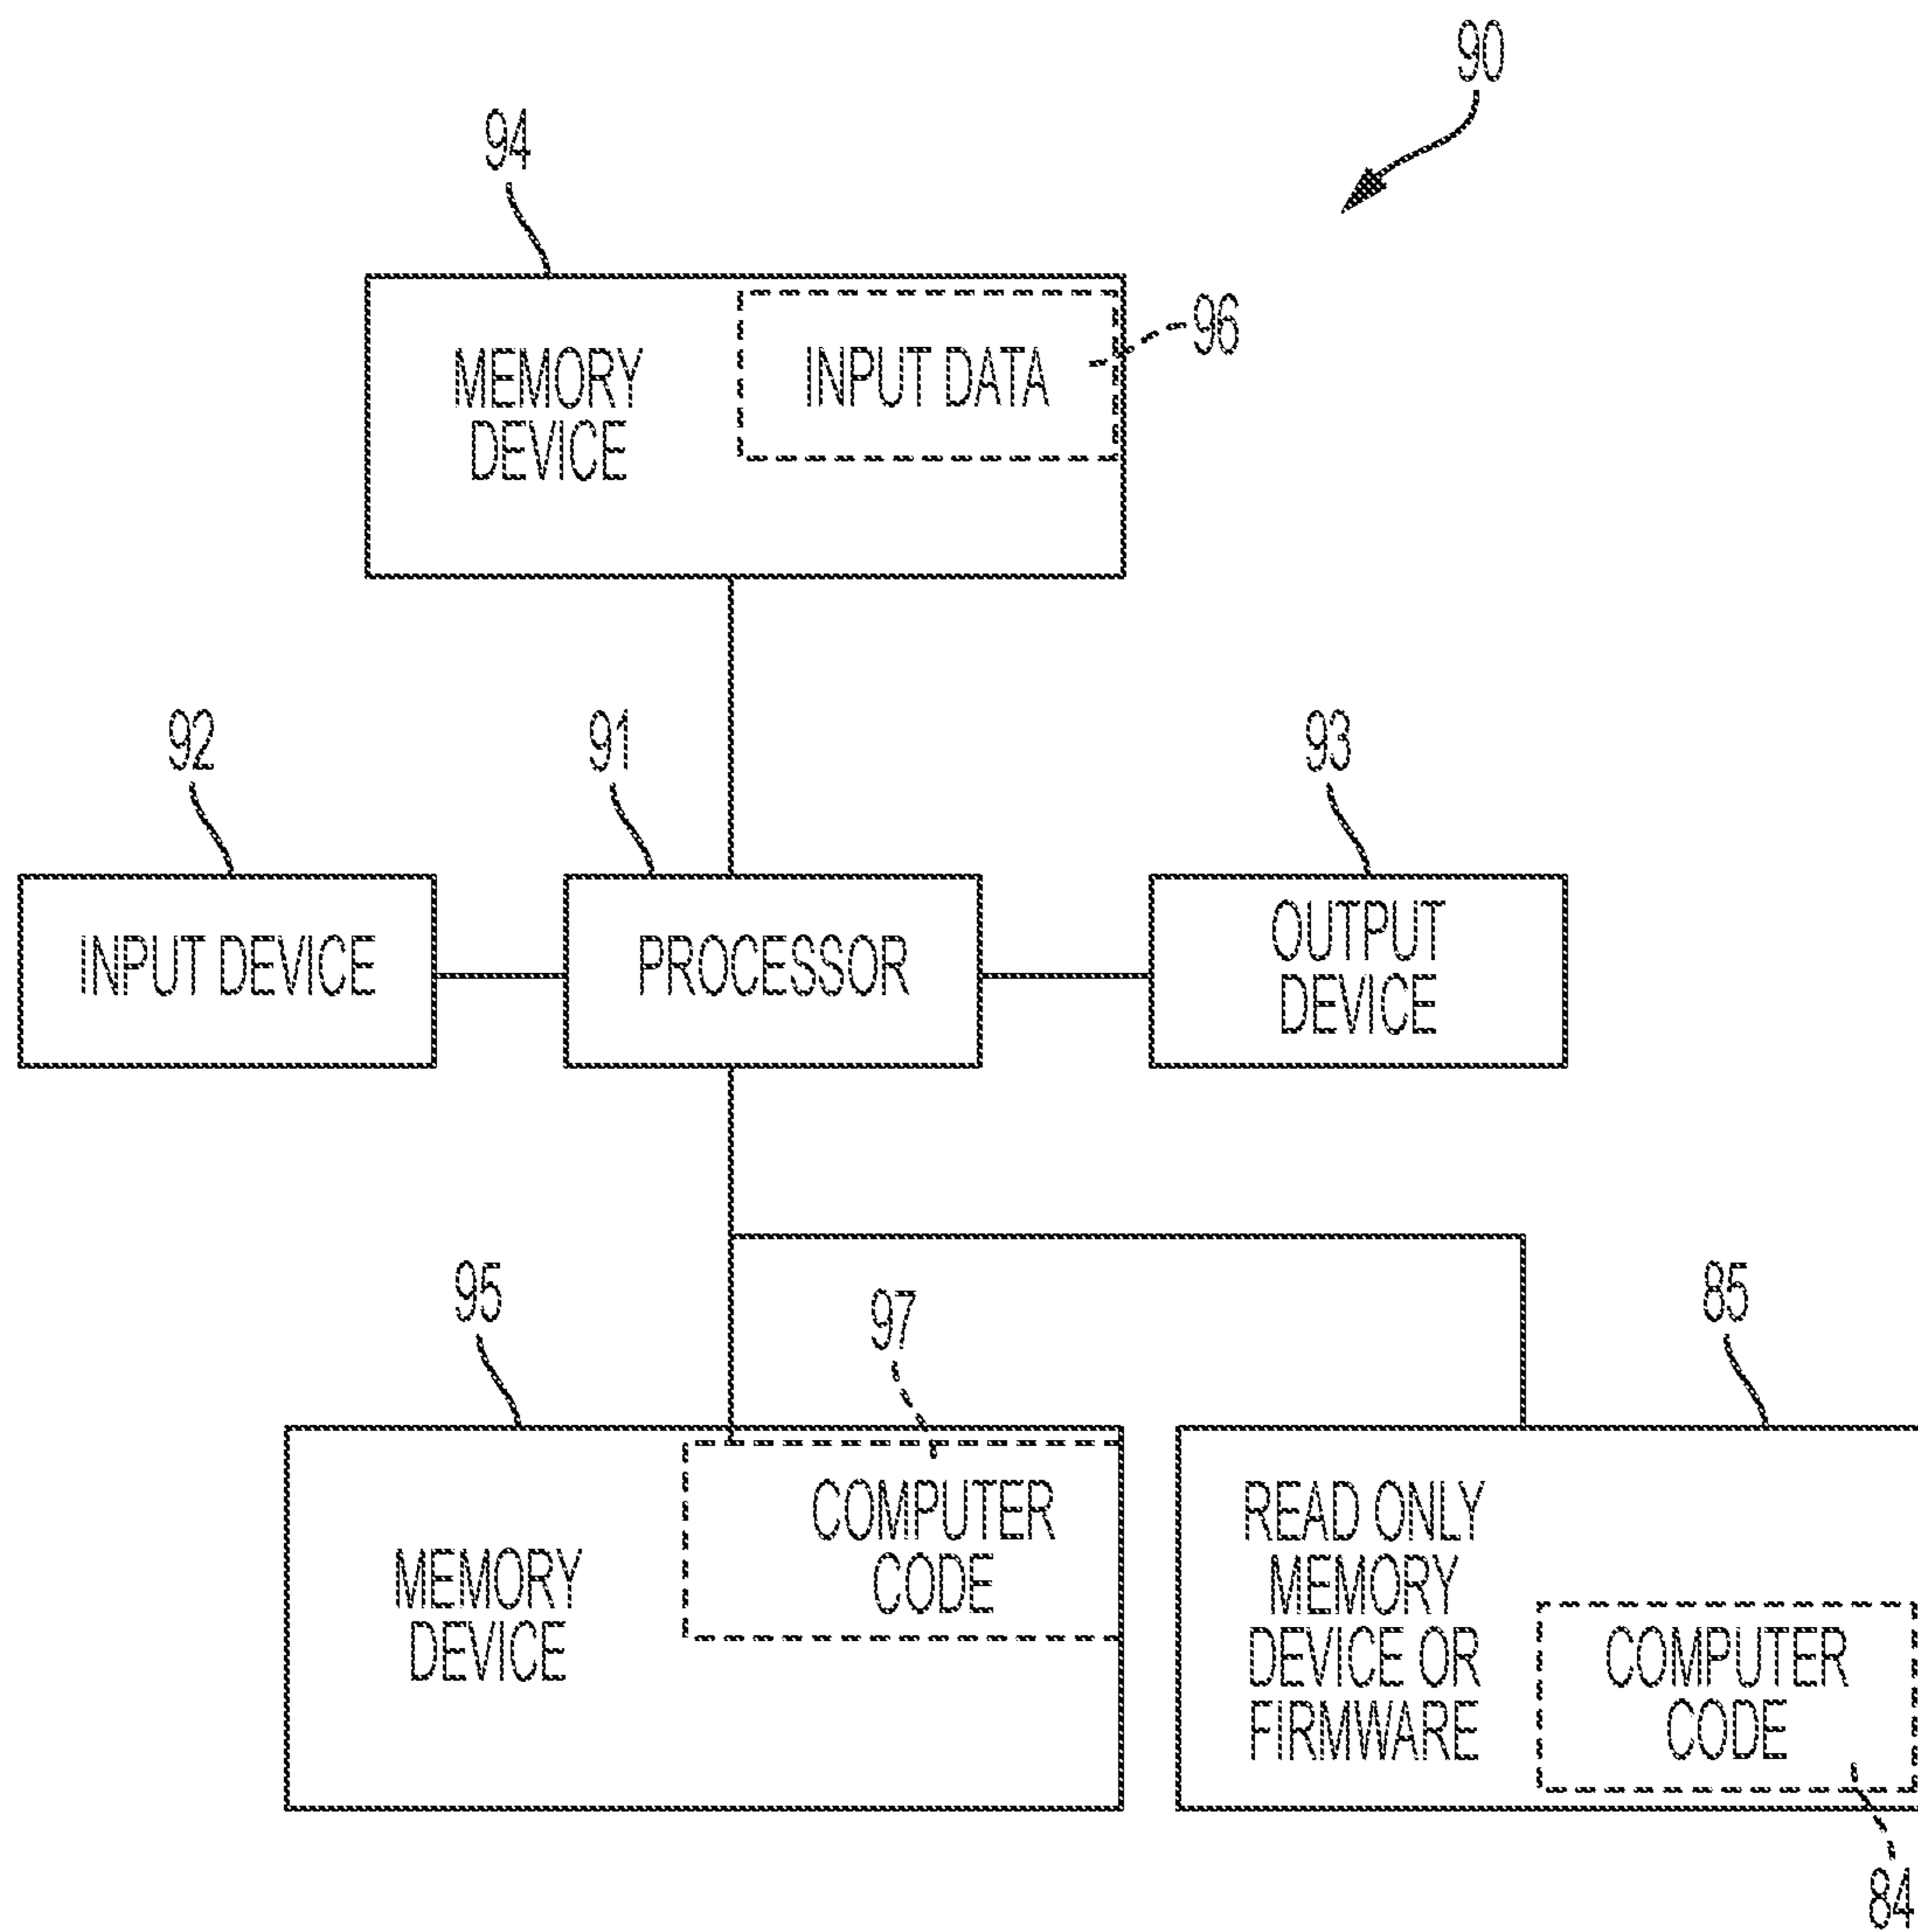 90
94
96
MEMORY
DEVICE
INPUT DATA
92
91
93
INPUT DEVICE
PROCESSOR
OUTPUT
DEVICE
95
97
85
MEMORY
DEVICE
COMPUTER
CODE
READ ONLY
MEMORY
DEVICE OR
FIRMWARE
COMPUTER
CODE
84